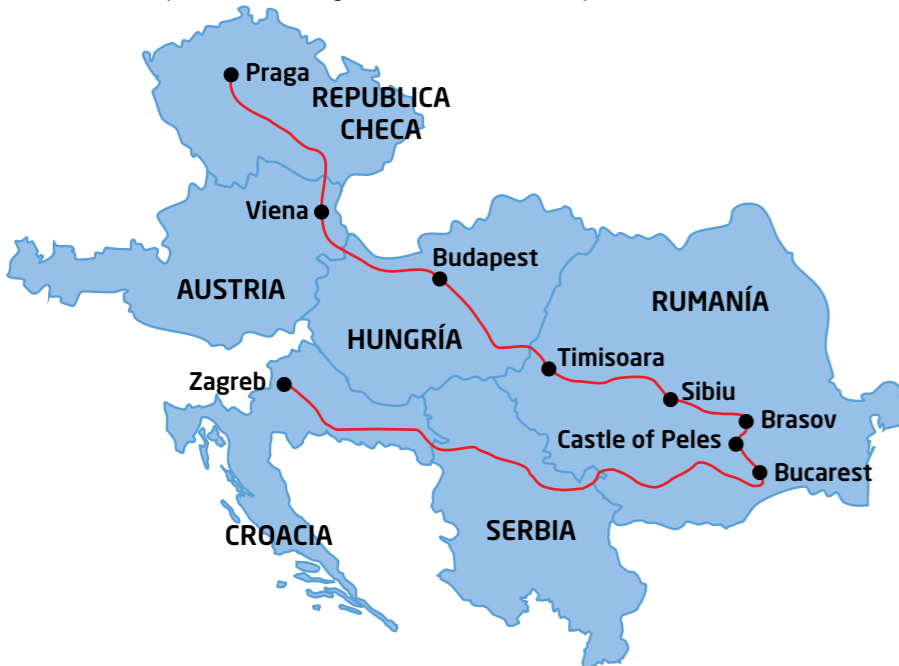 Praga
REPUBLICA
CHECA
Viena
Budapest
AUSTRIA
RUMANÍA
HUNGRÍA
Timisoara
Zagreb
Sibiu
Brasov
Castle of Peles
Bucarest
CROACIA
SERBIA